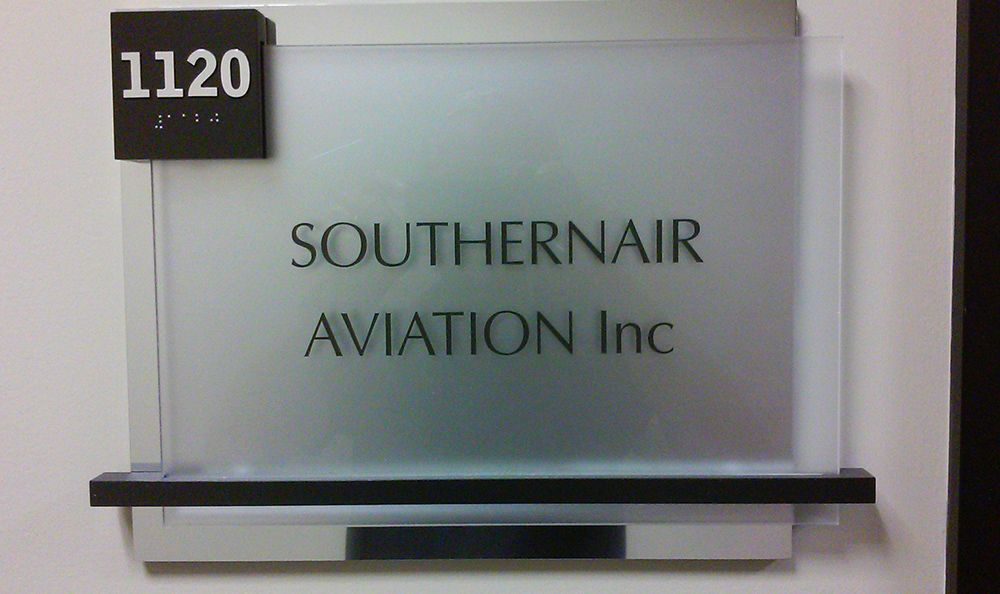 1120
SOUTHERNAIR
AVIATION Inc